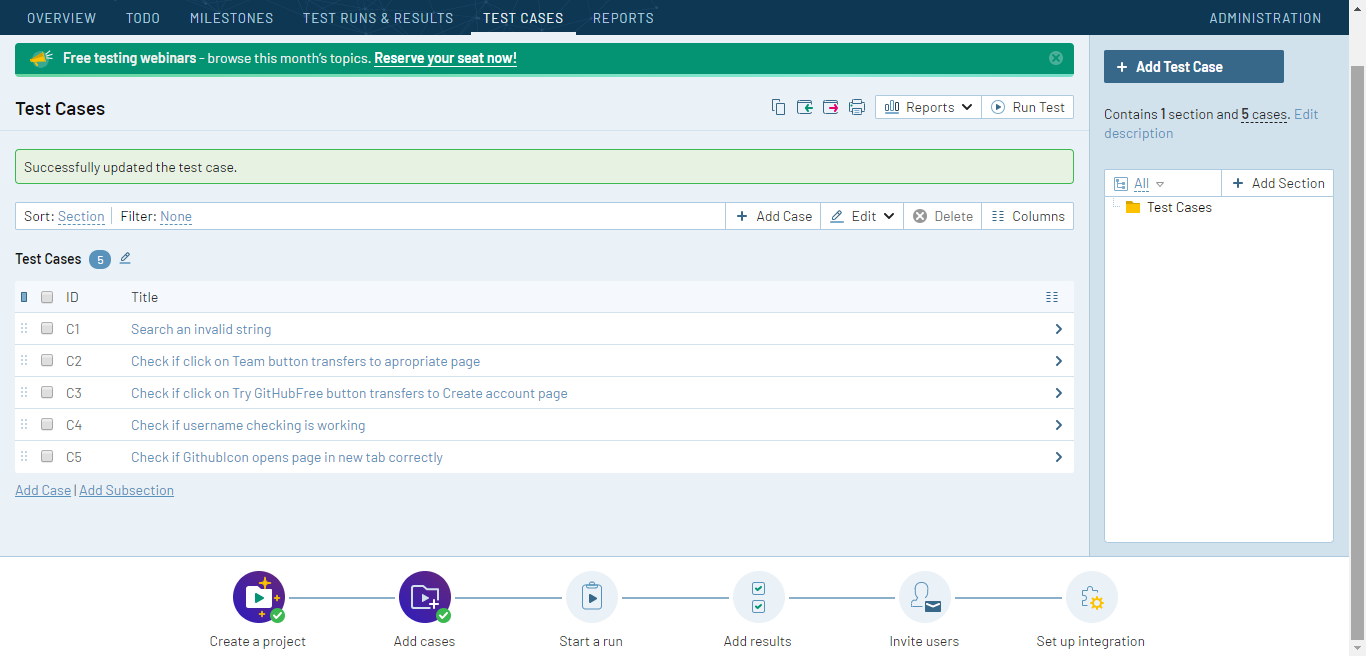 OVERVIEW TODO MILESTONES TEST RUNS & RESULTS TEST CASES REPORTS ADMINISTRATION
Free testing webinars - browse this month's topics. Reserve your seat now!
+ Add Test Case
Test Cases
Reports Run Test
Contains 1 section and 5 cases. Edit
description
Successfully updated the test case.
All + Add Section
Test Cases
Sort: Section Filter: None + Add Case Edit Delete Columns
Test Cases 5
ID Title
C1 Search an invalid string
C2 Check if click on Team button transfers to apropriate page
C3 Check if click on Try GitHubFree button transfers to Create account page
C4 Check if username checking is working
C5 Check if GithubIcon opens page in new tab correctly
Add Case | Add Subsection
Create a project Add cases Start a run Add results Invite users Set up integration